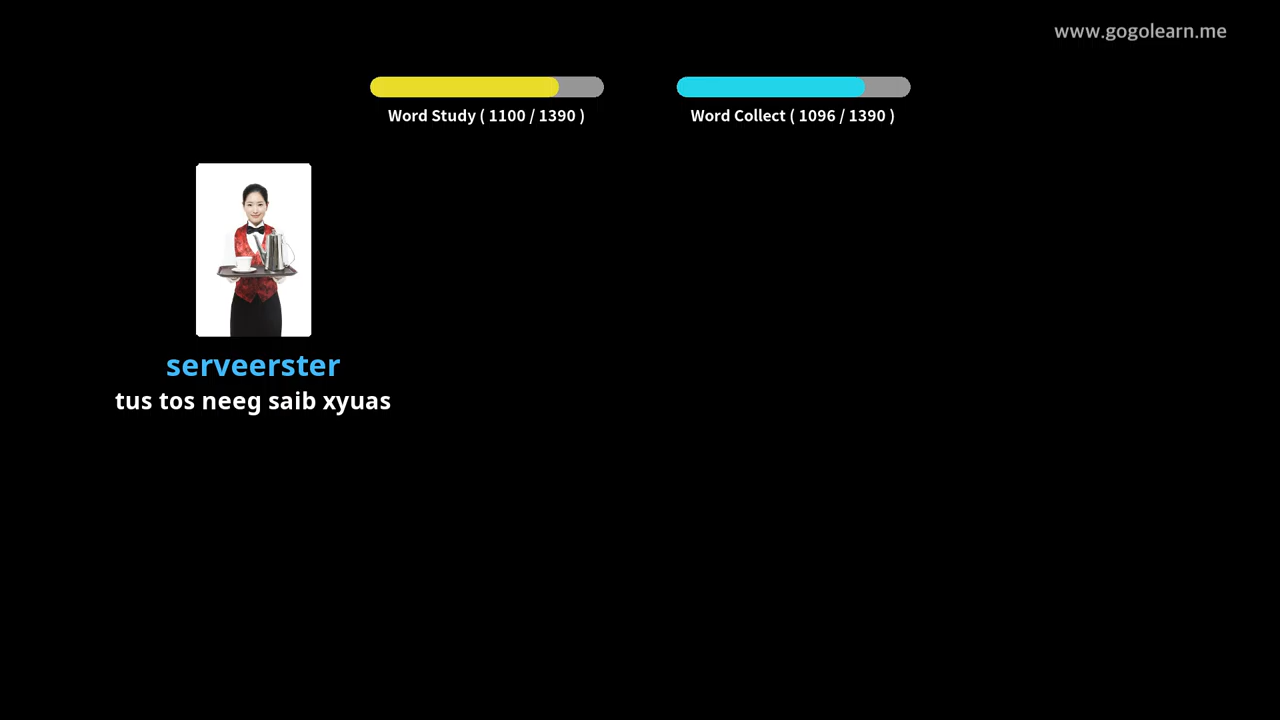 www.gogolearn.me
Word Study ( 1100 / 1390 )
Word Collect ( 1096 / 1390 )
serveerster
tus tos neeg saib xyuas